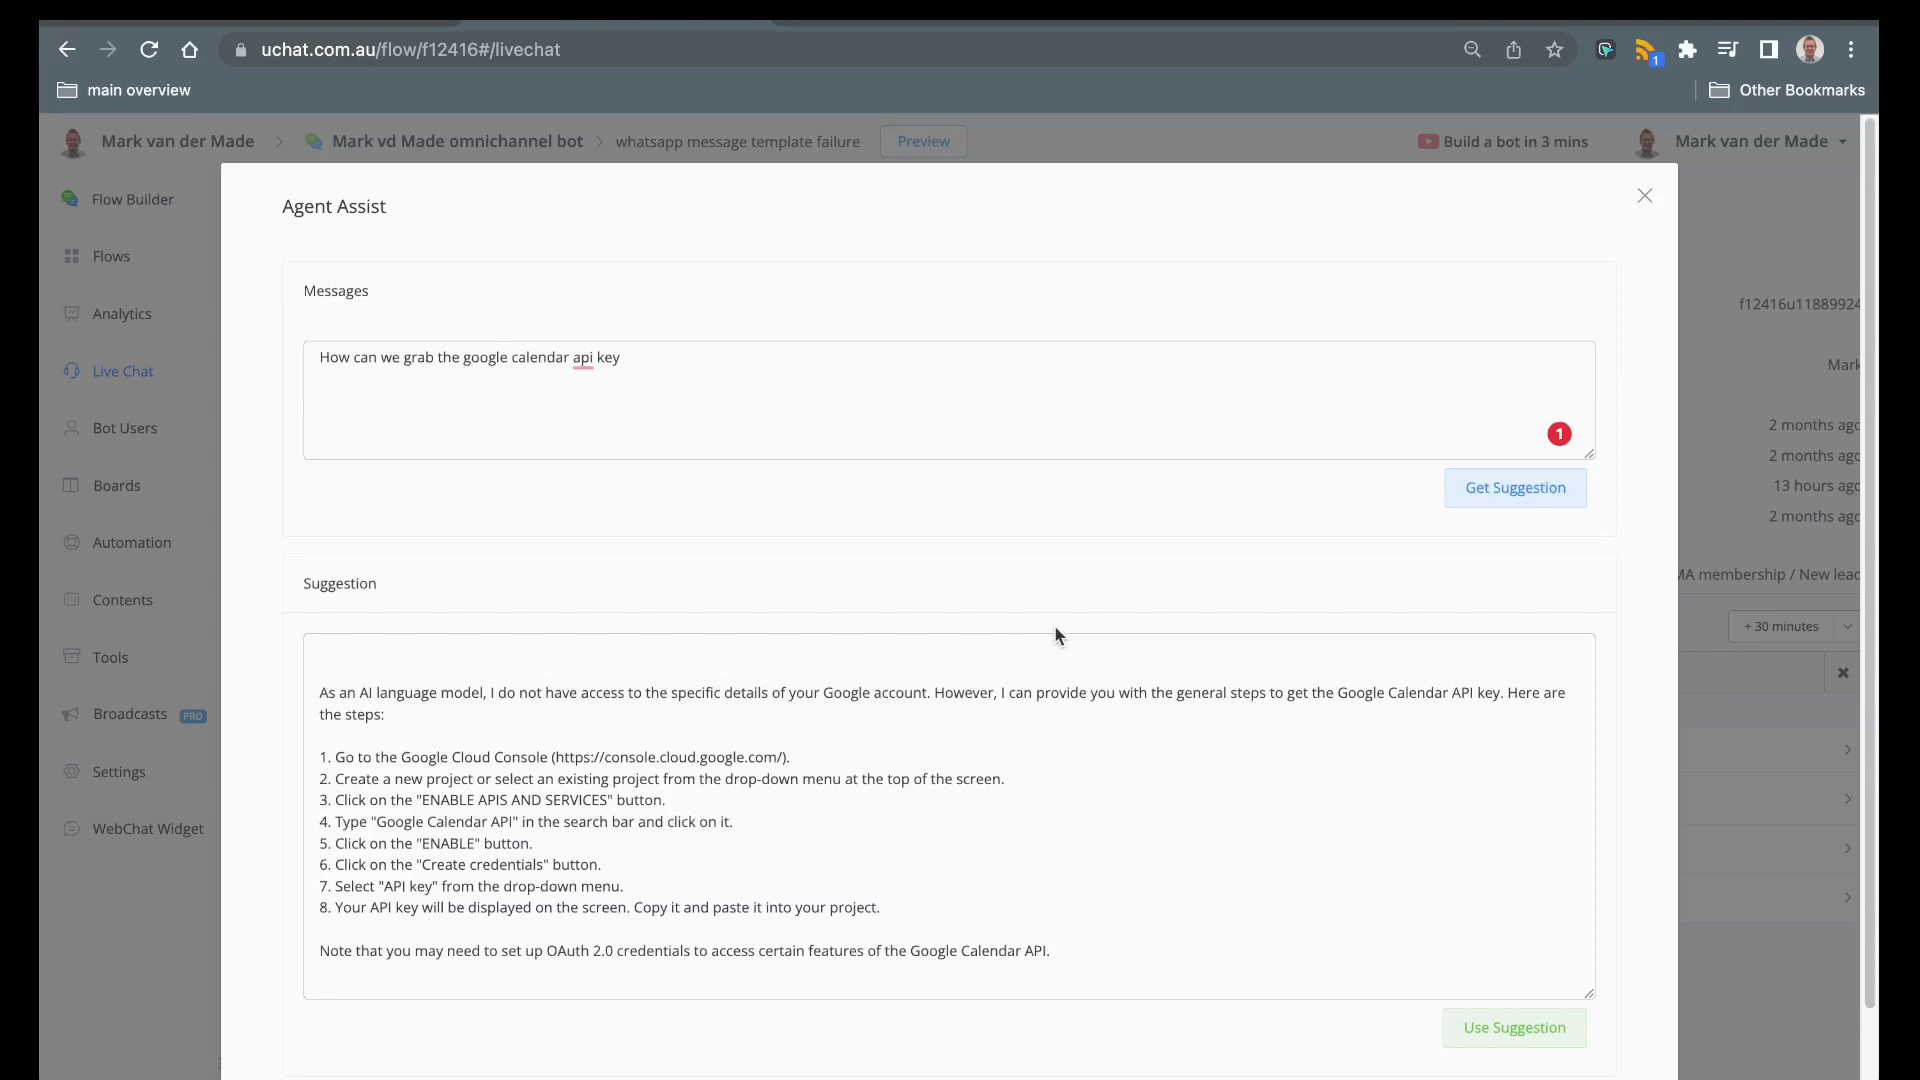 uchat.com.au/flow/f12416#/livechat
1
main overview
Other Bookmarks
Mark van der Made
Mark vd Made omnichannel bot
whatsapp message template failure
Preview
Build a bot in 3 mins
Mark van der Made
Flow Builder
Flows
Analytics
Live Chat
Bot Users
Boards
Automation
Contents
Tools
Broadcasts PRO
Settings
WebChat Widget
Agent Assist
Messages
How can we grab the google calendar api key
1
Get Suggestion
Suggestion
As an AI language model, I do not have access to the specific details of your Google account. However, I can provide you with the general steps to get the Google Calendar API key. Here are
the steps:
1. Go to the Google Cloud Console (https://console.cloud.google.com/).
2. Create a new project or select an existing project from the drop-down menu at the top of the screen.
3. Click on the "ENABLE APIS AND SERVICES" button.
4. Type "Google Calendar API" in the search bar and click on it.
5. Click on the "ENABLE" button.
6. Click on the "Create credentials" button.
7. Select "API key" from the drop-down menu.
8. Your API key will be displayed on the screen. Copy it and paste it into your project.
Note that you may need to set up OAuth 2.0 credentials to access certain features of the Google Calendar API.
Use Suggestion
f12416u11889924
Mark
2 months ago
2 months ago
13 hours ago
2 months ago
MA membership / New lead
+ 30 minutes